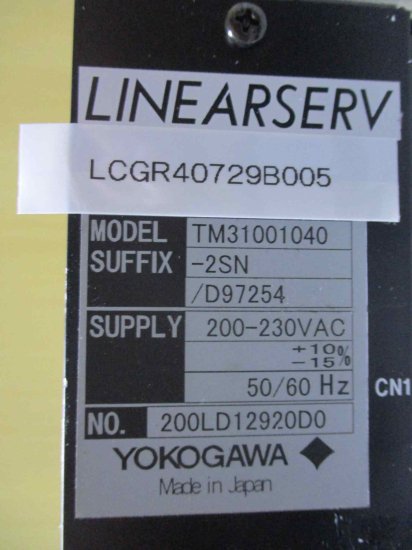 LINEARSERV
LCGR40729B005
MODEL TM31001040
SUFFIX -2SN
/D97254
SUPPLY 200-230VAC
+10%
-15%
50/60 Hz
CN1
NO. 200LD12920D0
YOKOGAWA
Made in Japan